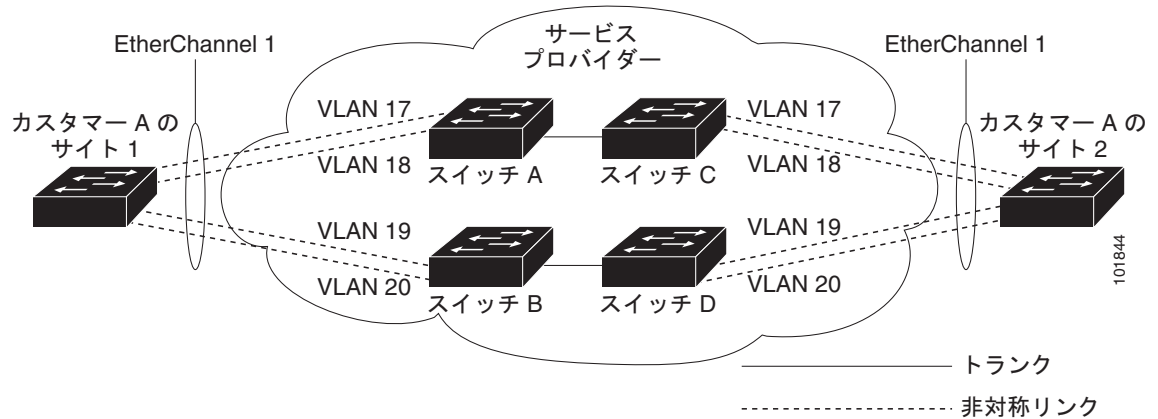 EtherChannel 1
サービス
プロバイダー
EtherChannel 1
カスタマー A の
サイト 1
VLAN 17
VLAN 18
スイッチ A
スイッチ C
VLAN 17
VLAN 18
カスタマー A の
サイト 2
VLAN 19
VLAN 20
スイッチ B
スイッチ D
VLAN 19
VLAN 20
101844
トランク
非対称リンク